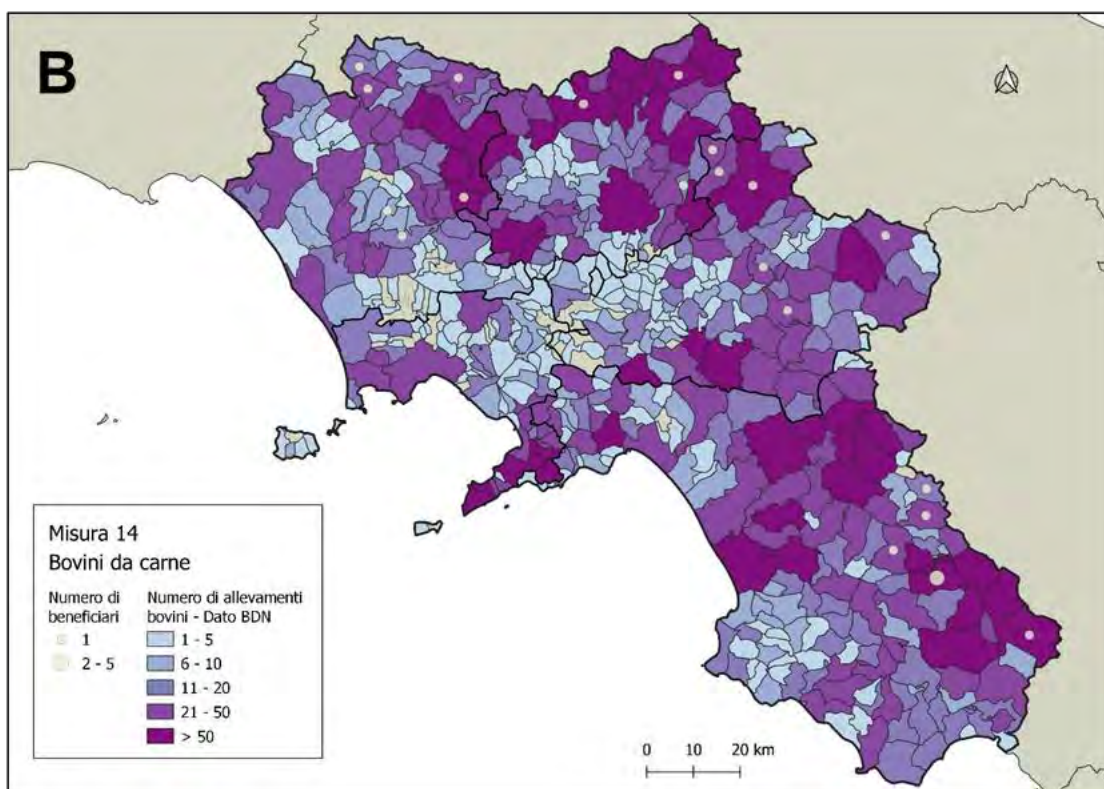 B
Misura 14
Bovini da carne
Numero di beneficiari
1
2 - 5
Numero di allevamenti bovini - Dato BDN
1 - 5
6 - 10
11 - 20
21 - 50
> 50
0 10 20 km